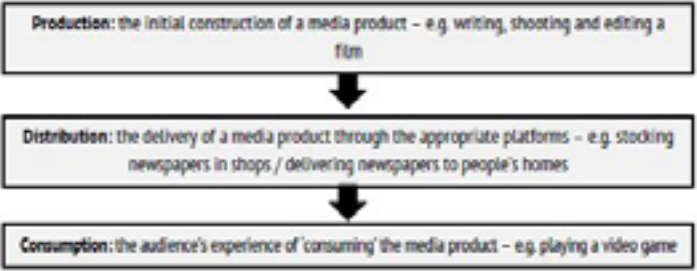 Production: the initial construction of a media product – e.g. writing, shooting and editing a
film
Distribution: the delivery of a media product through the appropriate platforms – e.g. stocking
newspapers in shops / delivering newspapers to people's homes
Consumption: the audience's experience of 'consuming' the media product – e.g. playing a video game